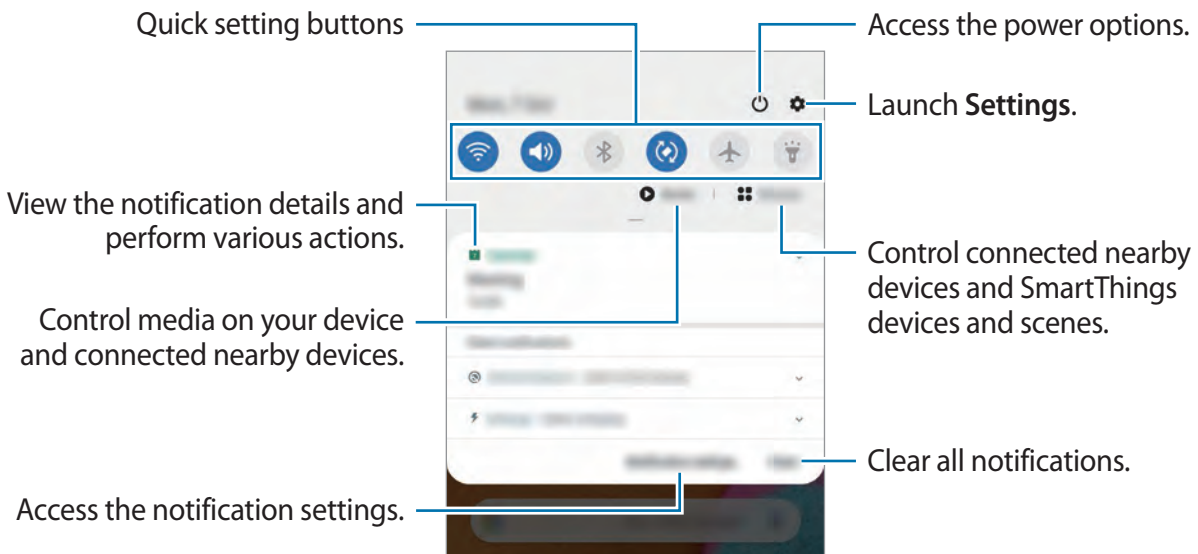 Quick setting buttons
Access the power options.
Launch Settings.
View the notification details and
perform various actions.
Control connected nearby
devices and SmartThings
devices and scenes.
Control media on your device
and connected nearby devices.
Clear all notifications.
Access the notification settings.